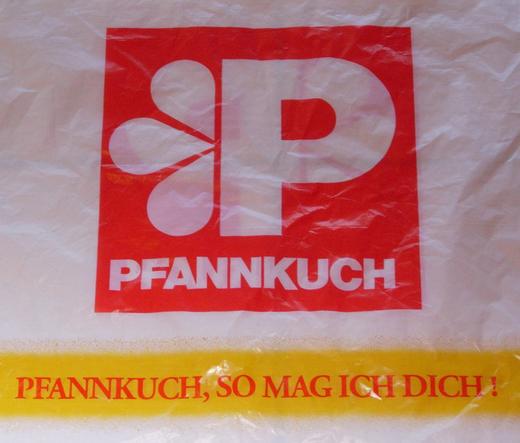 P
PFANNKUCH
PFANNKUCH, SO MAG ICH DICH !